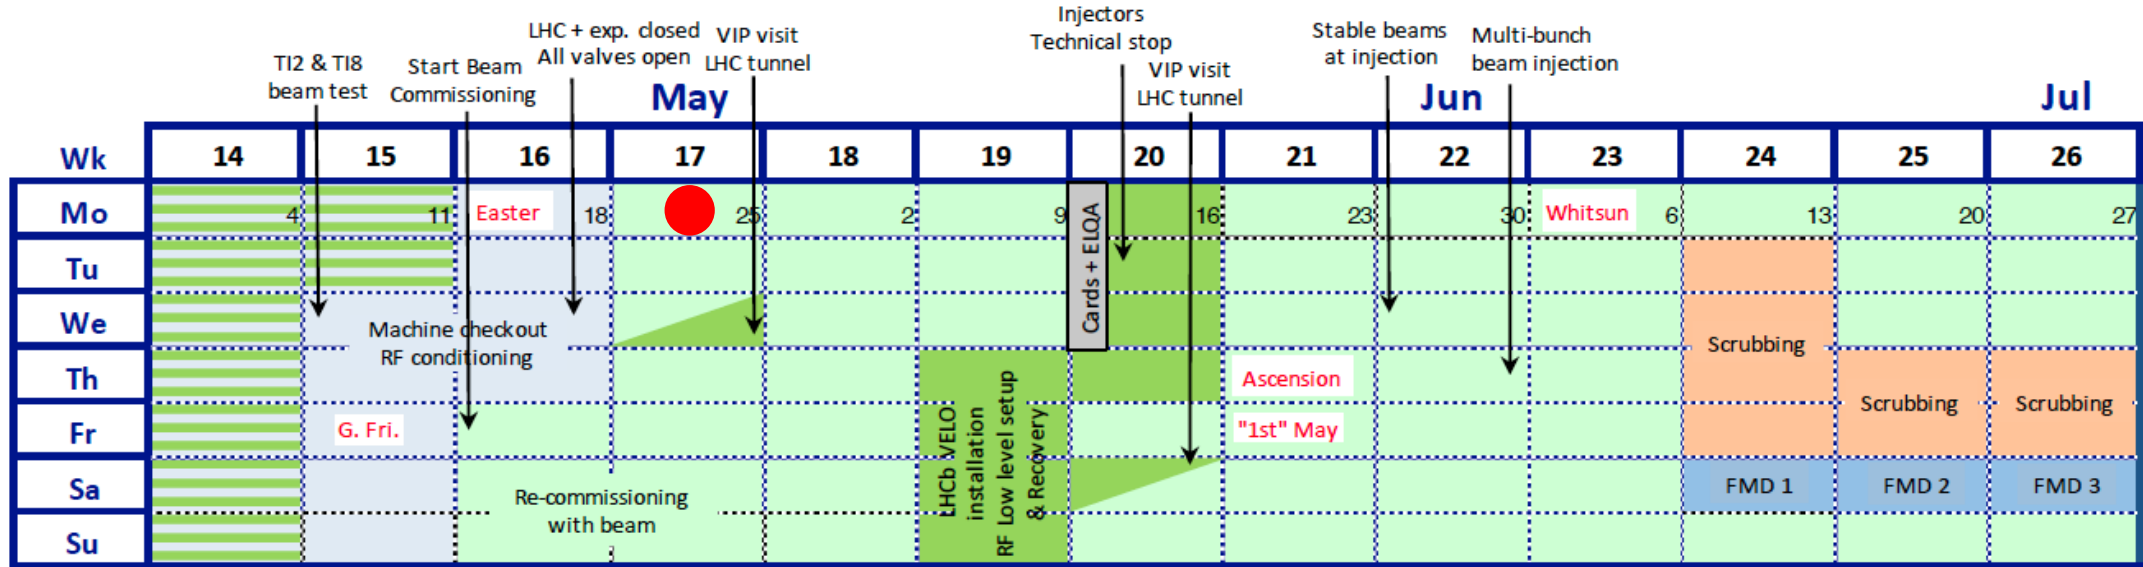 Injectors
Technical stop
LHC + exp. closed
All valves open
VIP visit
LHC tunnel
Stable beams
at injection
Multi-bunch
beam injection
TI2 & TI8
beam test
Start Beam
Commissioning
VIP visit
LHC tunnel
May
Jun
Jul
Wk 14 15 16 17 18 19 20 21 22 23 24 25 26
Mo 4 11 Easter 18 25 2 9 16 23 30 Whitsun 6 13 20 27
Tu
We
Th
Fr
Sa
Su
Machine checkout
RF conditioning
G. Fri.
Re-commissioning
with beam
LHCb VELO
installation
RF Low level setup
& Recovery
Cards + ELQA
Ascension
"1st" May
Scrubbing
Scrubbing
Scrubbing
FMD 1
FMD 2
FMD 3